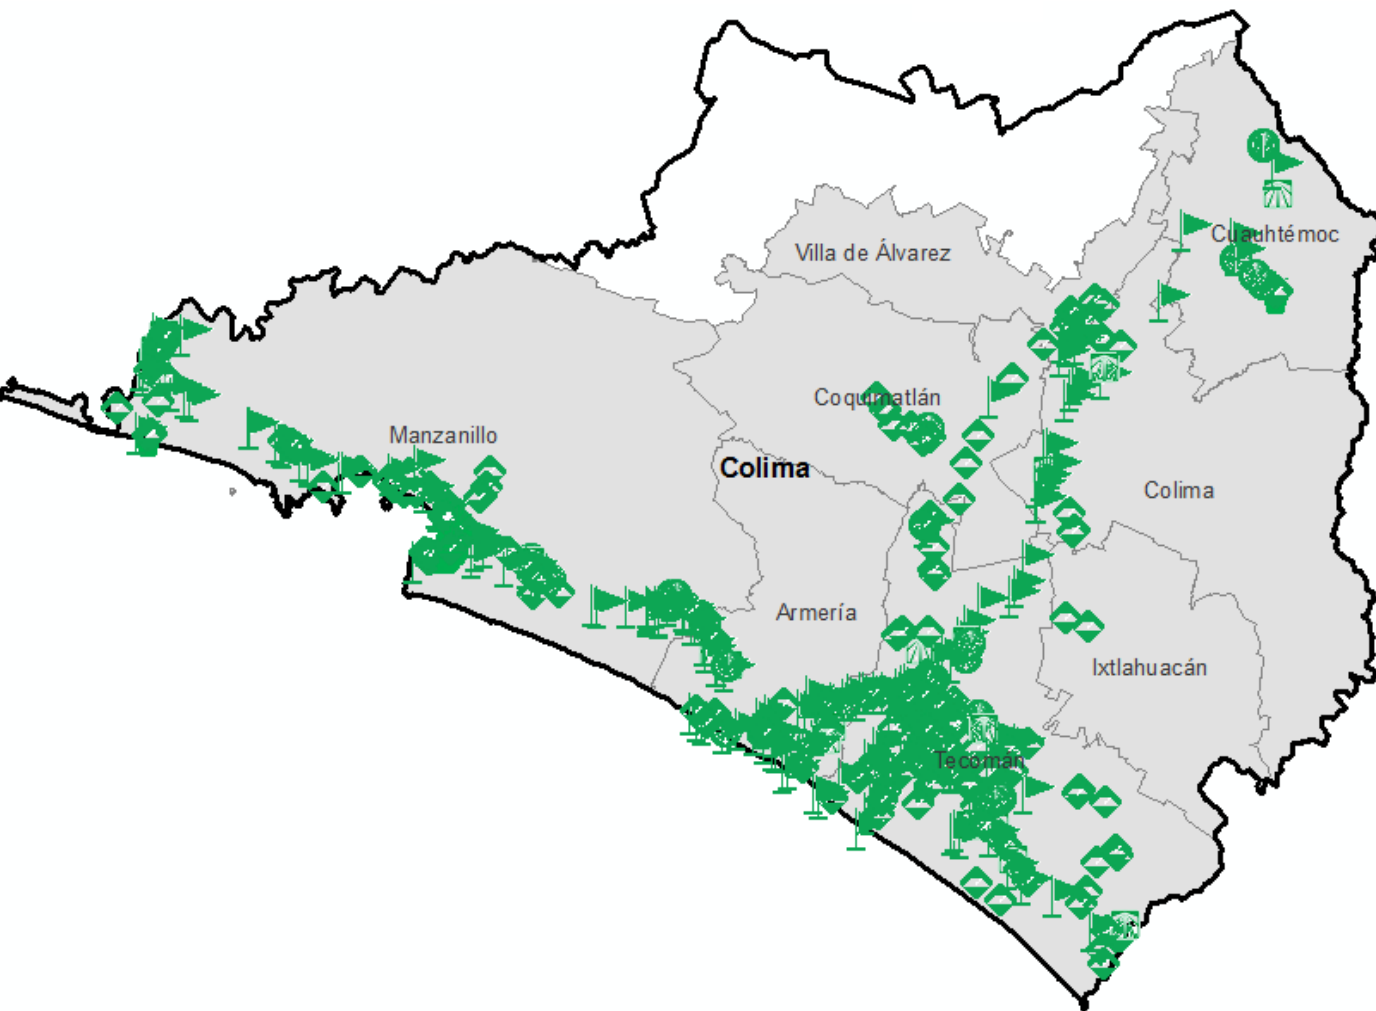 Cuauhtémoc
Villa de Álvarez
Coquimatlán
Manzanillo
Colima
Colima
Armería
Ixtlahuacán
Tecomán